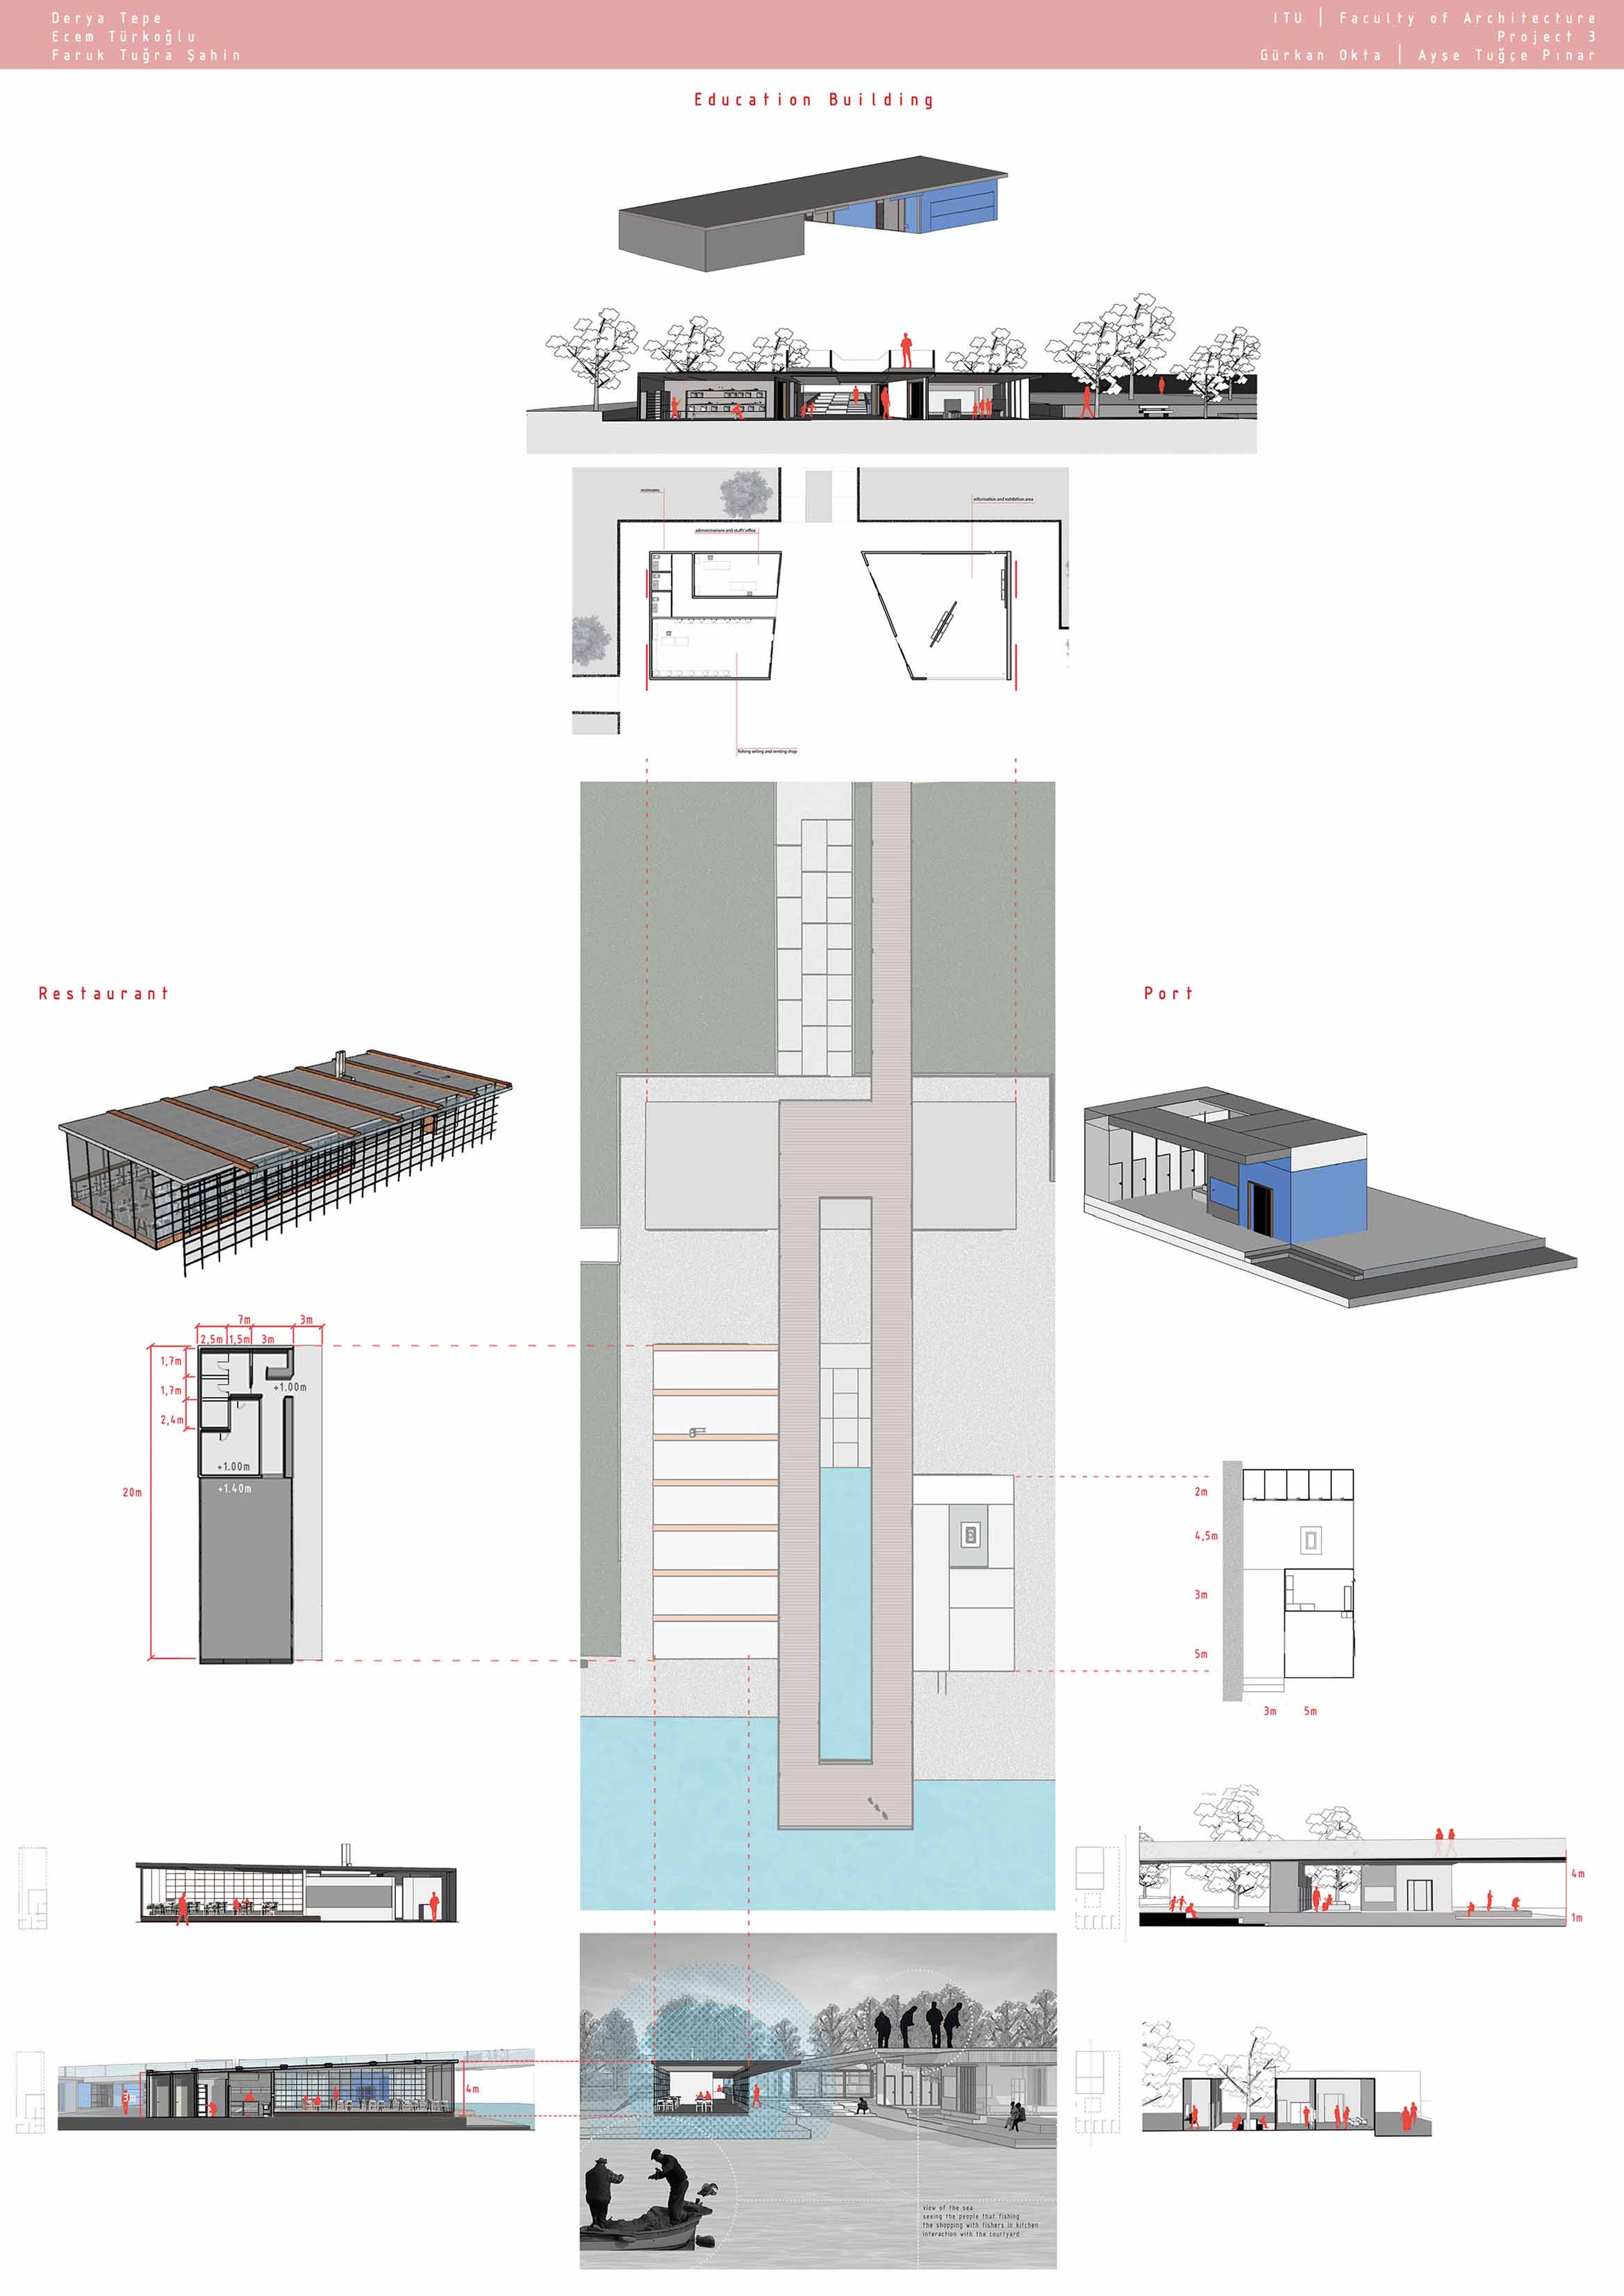 Derya Tepe
Ecem Türkoğlu
Faruk Tuğra Şahin
ITU | Faculty of Architecture
Project 3
Gürkan Okta | Ayşe Tuğçe Pınar
Education Building
restrooms
administrations and stuffs' office
information and exhibition area
fishing selling and renting shop
Restaurant
Port
7m
3m
2,5m
1,5m
3m
1,7m
1,7m
2,4m
20m
+1.00m
+1.00m
+1.40m
2m
4,5m
3m
5m
3m
5m
4m
1m
3m
4m
view of the sea
seeing the people that fishing
the shopping with fishers in kitchen
interaction with the courtyard